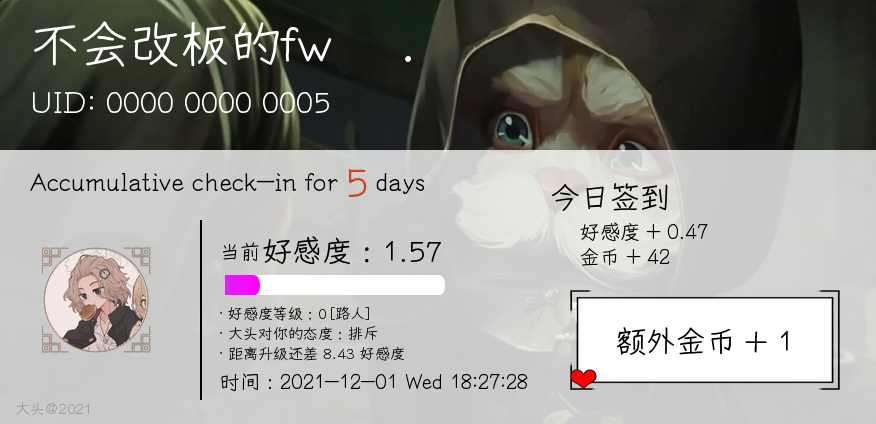 不会改板的fw .
UID: 0000 0000 0005
Accumulative check-in for 5 days
当前好感度：1.57
· 好感度等级：0[路人]
· 大头对你的态度：排斥
· 距离升级还差 8.43 好感度
时间：2021-12-01 Wed 18:27:28
今日签到
好感度 + 0.47
金币 + 42
额外金币 + 1
大头@2021